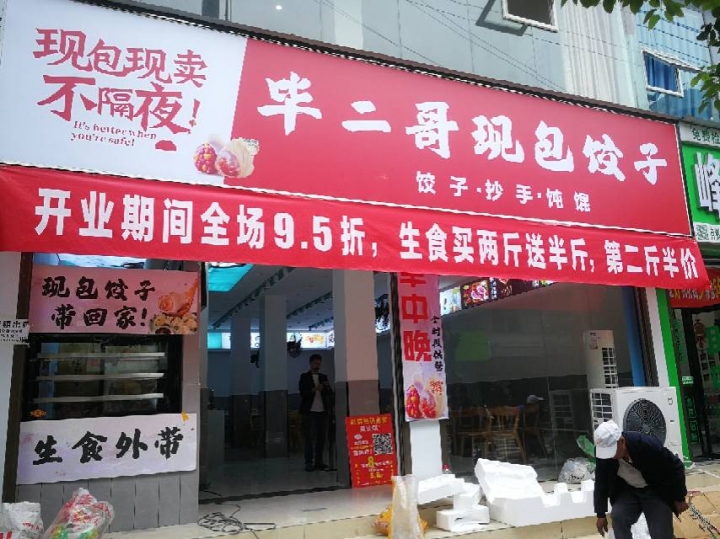 现包现卖
不隔夜!
It's better when
you're safe!
毕二哥现包饺子
饺子·抄手·炖馄
开业期间全场9.5折，生食买两斤送半斤，第二斤半价
现包饺子
带回家!
生食外带
早中晚
峰